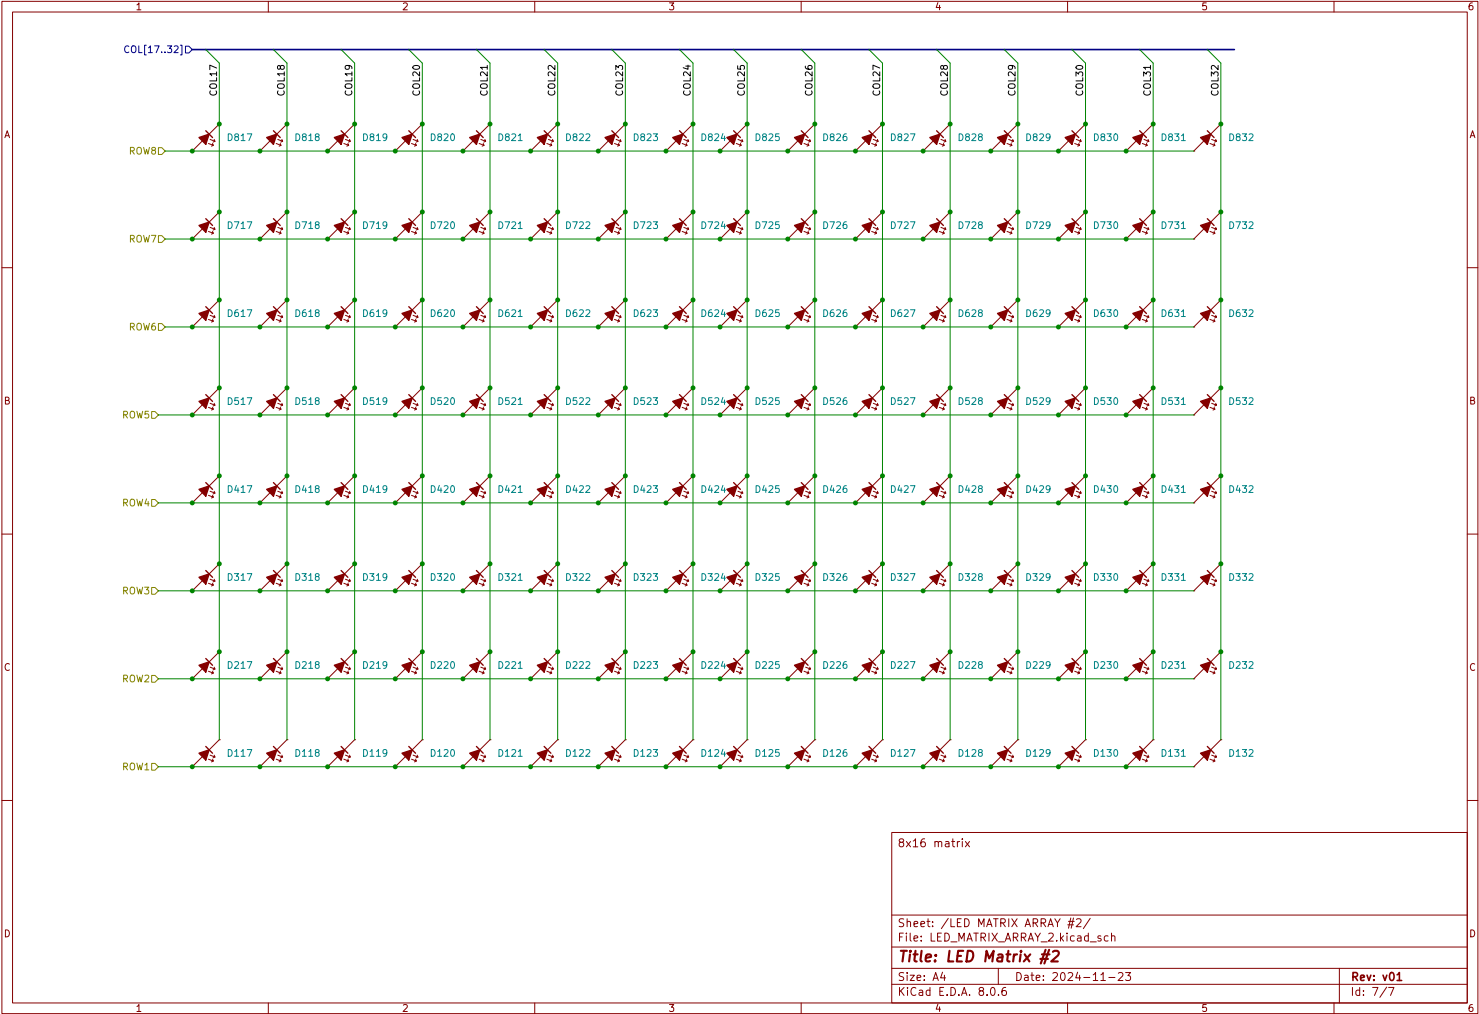 1 2 3 4 5 6
COL[17..32]
COL17 COL18 COL19 COL20 COL21 COL22 COL23 COL24 COL25 COL26 COL27 COL28 COL29 COL30 COL31 COL32
A A
ROW8 D817 D818 D819 D820 D821 D822 D823 D824 D825 D826 D827 D828 D829 D830 D831 D832
ROW7 D717 D718 D719 D720 D721 D722 D723 D724 D725 D726 D727 D728 D729 D730 D731 D732
ROW6 D617 D618 D619 D620 D621 D622 D623 D624 D625 D626 D627 D628 D629 D630 D631 D632
B B
ROW5 D517 D518 D519 D520 D521 D522 D523 D524 D525 D526 D527 D528 D529 D530 D531 D532
ROW4 D417 D418 D419 D420 D421 D422 D423 D424 D425 D426 D427 D428 D429 D430 D431 D432
ROW3 D317 D318 D319 D320 D321 D322 D323 D324 D325 D326 D327 D328 D329 D330 D331 D332
C C
ROW2 D217 D218 D219 D220 D221 D222 D223 D224 D225 D226 D227 D228 D229 D230 D231 D232
ROW1 D117 D118 D119 D120 D121 D122 D123 D124 D125 D126 D127 D128 D129 D130 D131 D132
8x16 matrix
Sheet: /LED MATRIX ARRAY #2/
File: LED_MATRIX_ARRAY_2.kicad_sch
D D
Title: LED Matrix #2
Size: A4 Date: 2024-11-23 Rev: v01
KiCad E.D.A. 8.0.6 Id: 7/7
1 2 3 4 5 6